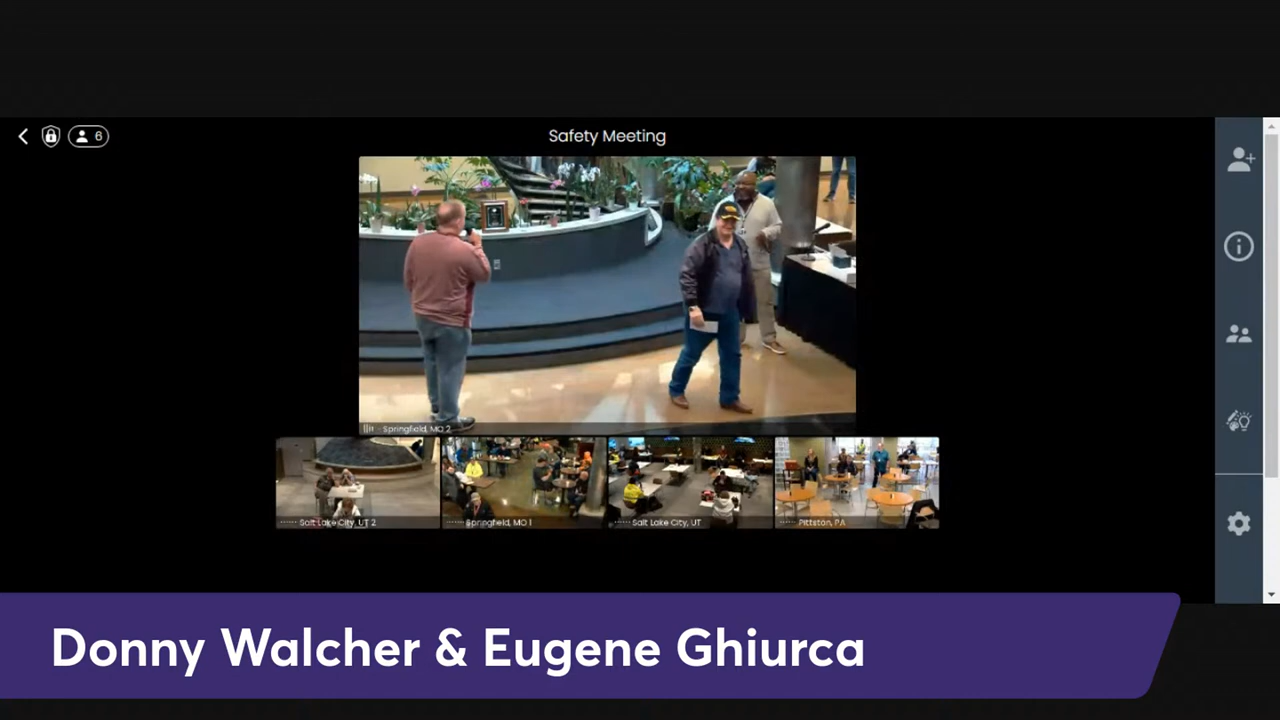 6
Safety Meeting
Springfield, MO 2
Salt Lake City, UT 2
Springfield, MO 1
Salt Lake City, UT
Pittston, PA
Donny Walcher & Eugene Ghiurca